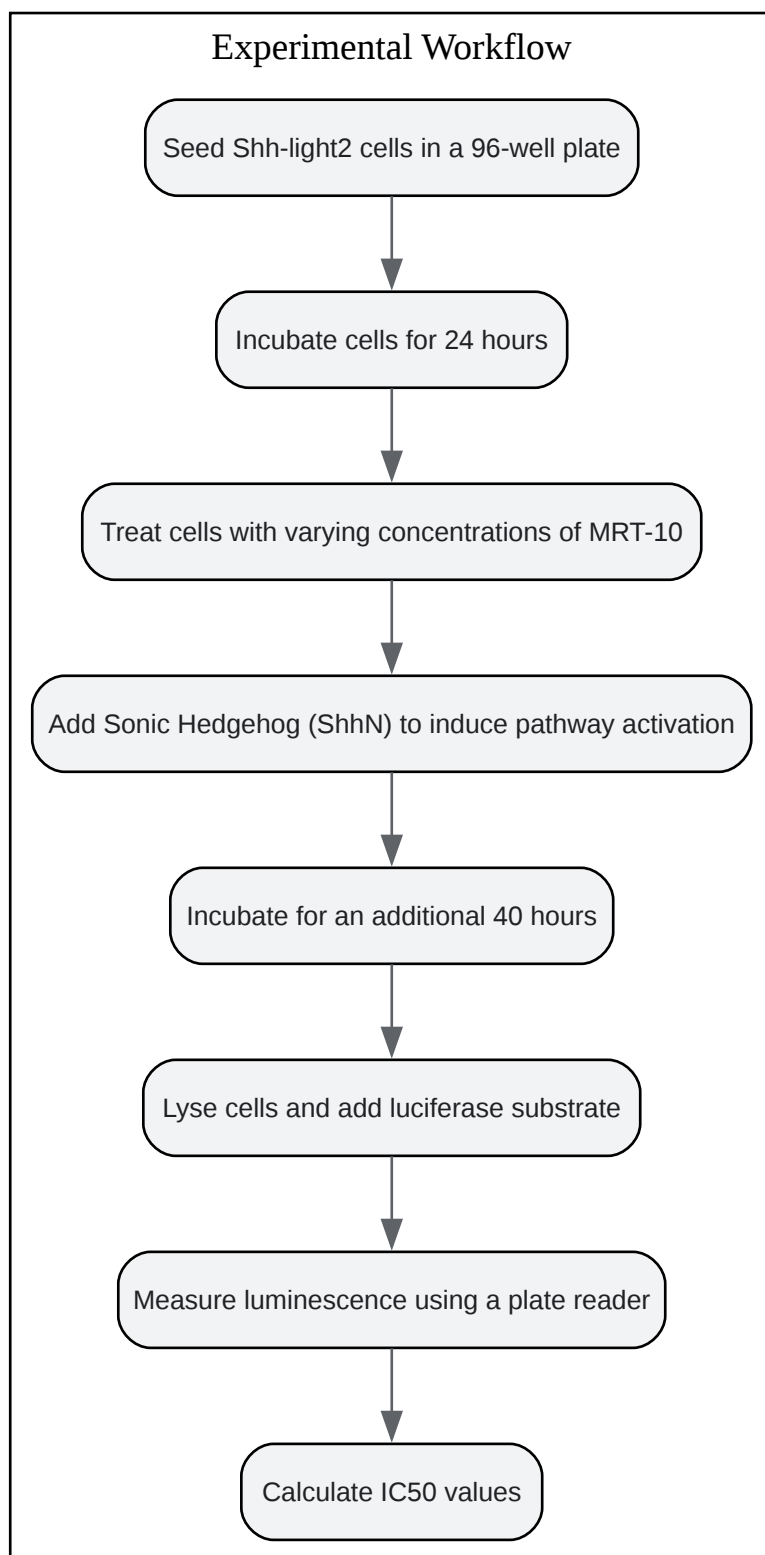 Experimental Workflow
Seed Shh-light2 cells in a 96-well plate
Incubate cells for 24 hours
Treat cells with varying concentrations of MRT-10
Add Sonic Hedgehog (ShhN) to induce pathway activation
Incubate for an additional 40 hours
Lyse cells and add luciferase substrate
Measure luminescence using a plate reader
Calculate IC50 values